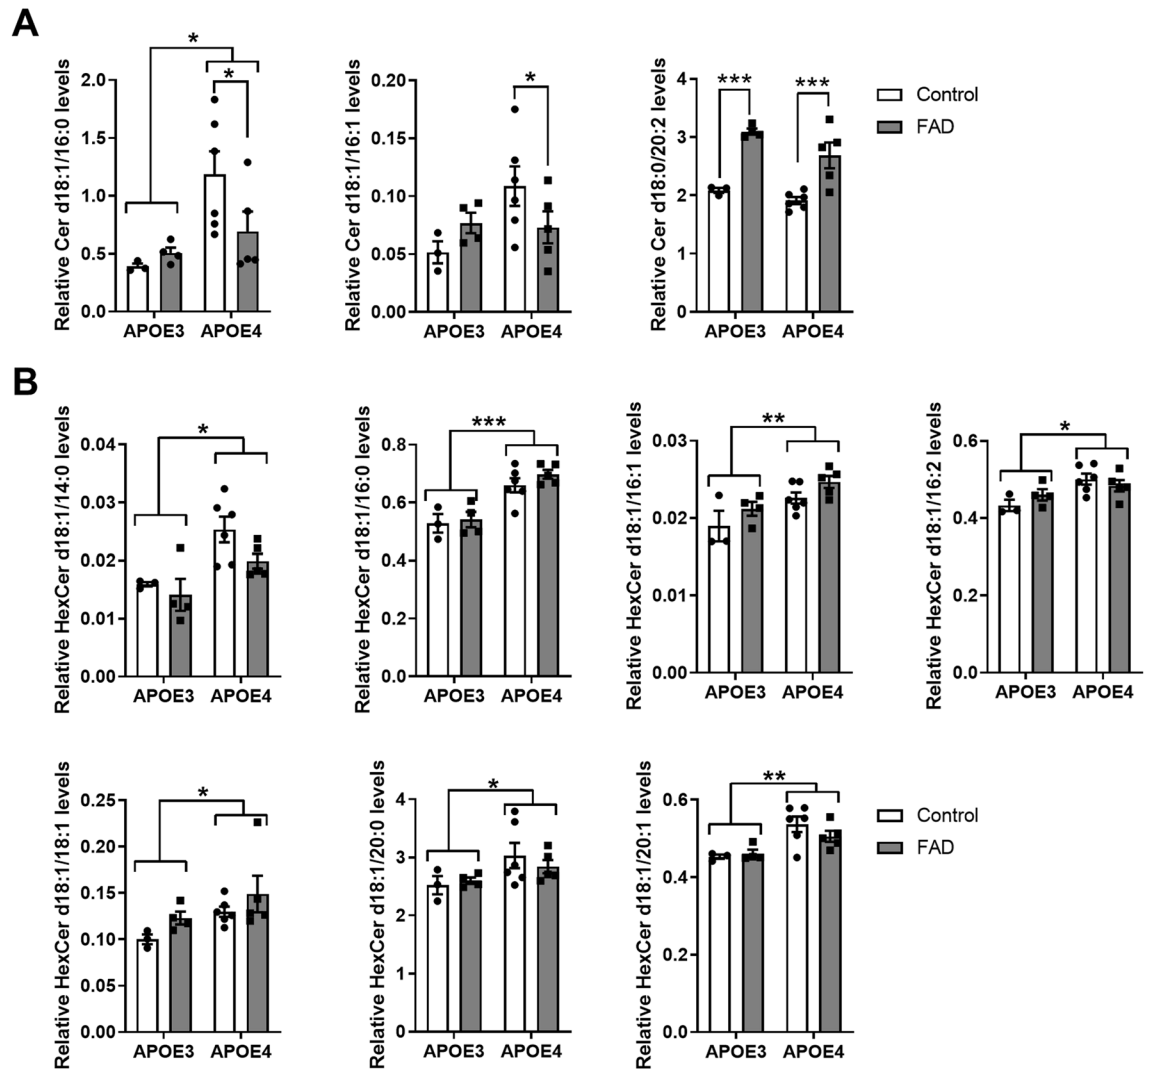 A
Relative Cer d18:1/16:0 levels
2.0
1.5
1.0
0.5
0.0
*
*
APOE3 APOE4
Relative Cer d18:1/16:1 levels
0.20
0.15
0.10
0.05
0.00
*
APOE3 APOE4
Relative Cer d18:0/20:2 levels
4
3
2
1
0
*** ***
APOE3 APOE4
Control
FAD
B
Relative HexCer d18:1/14:0 levels
0.04
0.03
0.02
0.01
0.00
*
APOE3 APOE4
Relative HexCer d18:1/16:0 levels
0.8
0.6
0.4
0.2
0.0
***
APOE3 APOE4
Relative HexCer d18:1/16:1 levels
0.03
0.02
0.01
0.00
**
APOE3 APOE4
Relative HexCer d18:1/16:2 levels
0.6
0.4
0.2
0.0
*
APOE3 APOE4
Relative HexCer d18:1/18:1 levels
0.25
0.20
0.15
0.10
0.05
0.00
*
APOE3 APOE4
Relative HexCer d18:1/20:0 levels
4
3
2
1
0
*
APOE3 APOE4
Relative HexCer d18:1/20:1 levels
0.6
0.4
0.2
0.0
**
APOE3 APOE4
Control
FAD